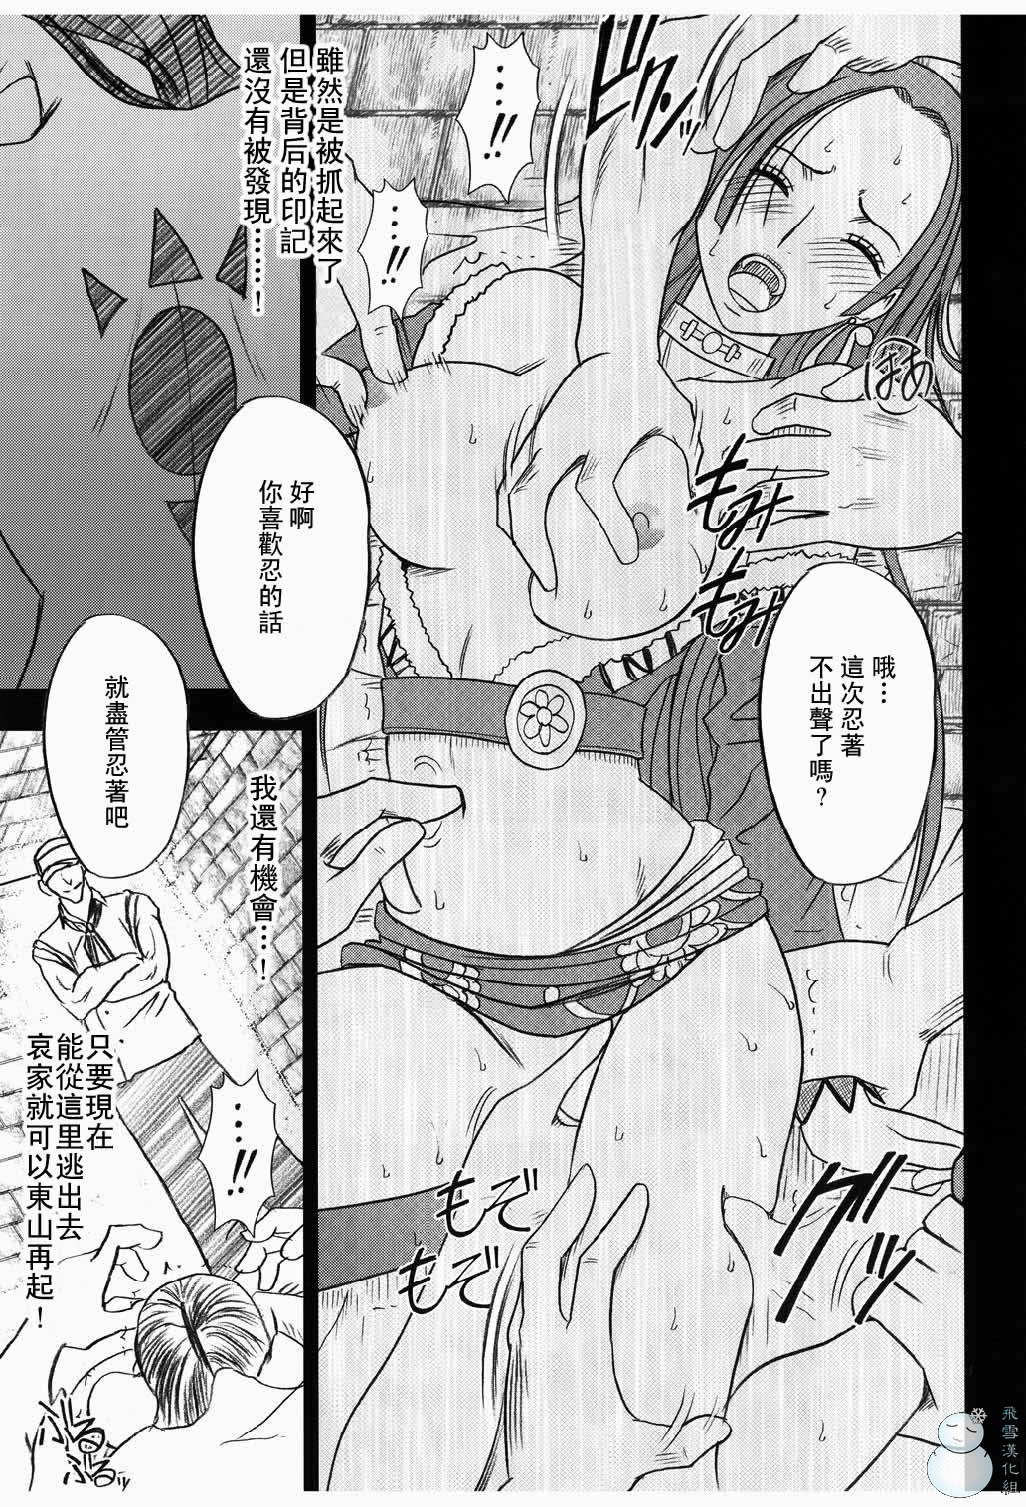 ビクンッ
…!!
…!!
はぁ
もみ
もみ
哦…
這次忍著
不出聲了嗎?
もぞ
もぞ
グググ
雖然是被抓起來了
但是背后的印記
還沒有被發現……!
好啊
你喜歡忍的話
就盡管忍著吧
我還有機會…!
…!!
只要現在
能從這里逃出去
哀家就可以東山再起!
ぷる
ぷるっ
飛雪漢化組